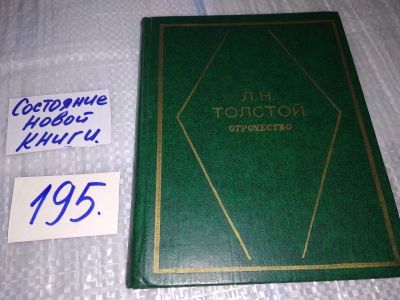 Состояние
новой
книги.
195.
Л.Н.
ТОЛСТОЙ
ОТРОЧЕСТВО